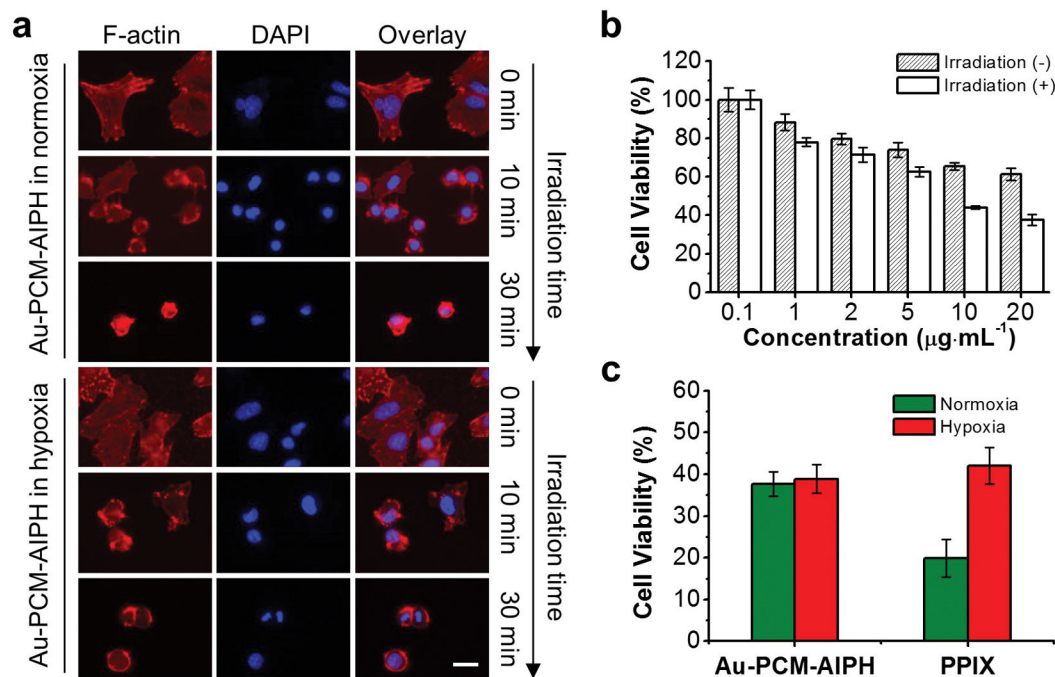 a
F-actin DAPI Overlay
Au-PCM-AIPH in normoxia
0 min
10 min
30 min
Irradiation time
Au-PCM-AIPH in hypoxia
0 min
10 min
30 min
Irradiation time
b
Irradiation (-)
Irradiation (+)
Cell Viability (%)
120
100
80
60
40
20
0
0.1 1 2 5 10 20
Concentration (μg·mL⁻¹)
c
Normoxia
Hypoxia
Cell Viability (%)
60
50
40
30
20
10
0
Au-PCM-AIPH PPIX